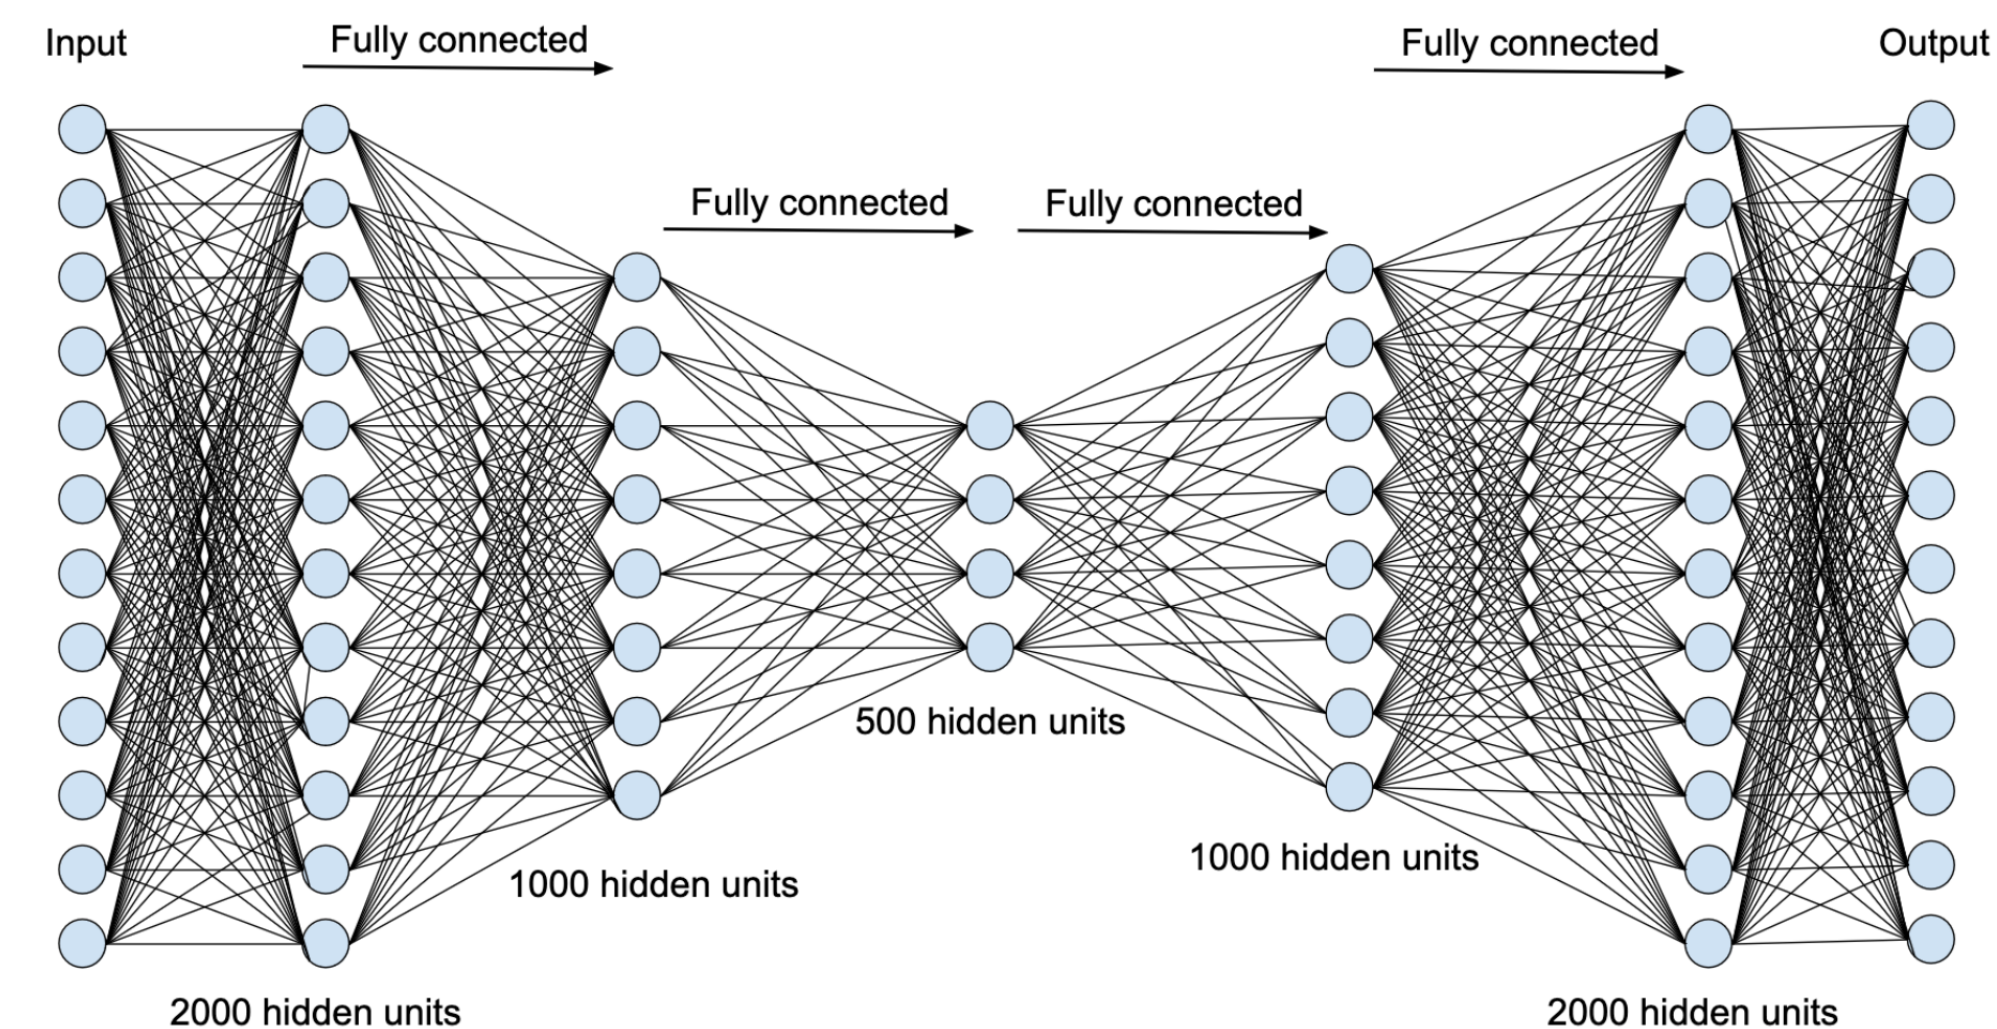 Input
Fully connected
Fully connected
Output
Fully connected
Fully connected
500 hidden units
1000 hidden units
1000 hidden units
2000 hidden units
2000 hidden units